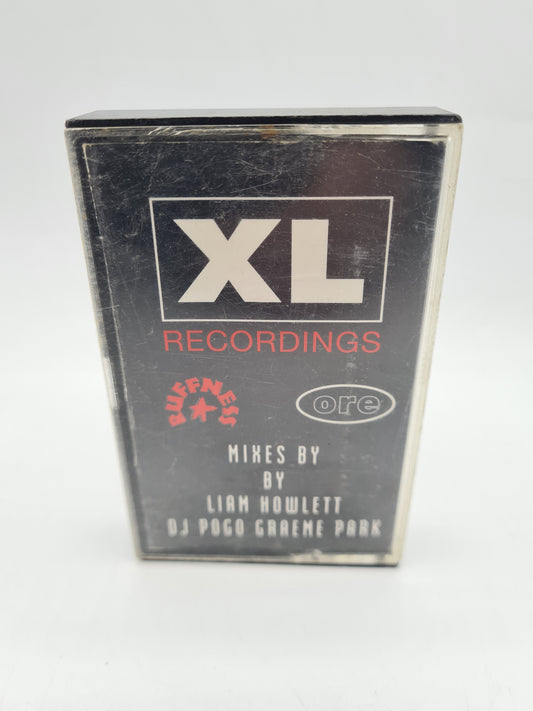 XL
RECORDINGS
RUFFNESS
ore
MIXES BY
BY
LIAM HOWLETT
DJ POGO GRAEME PARK